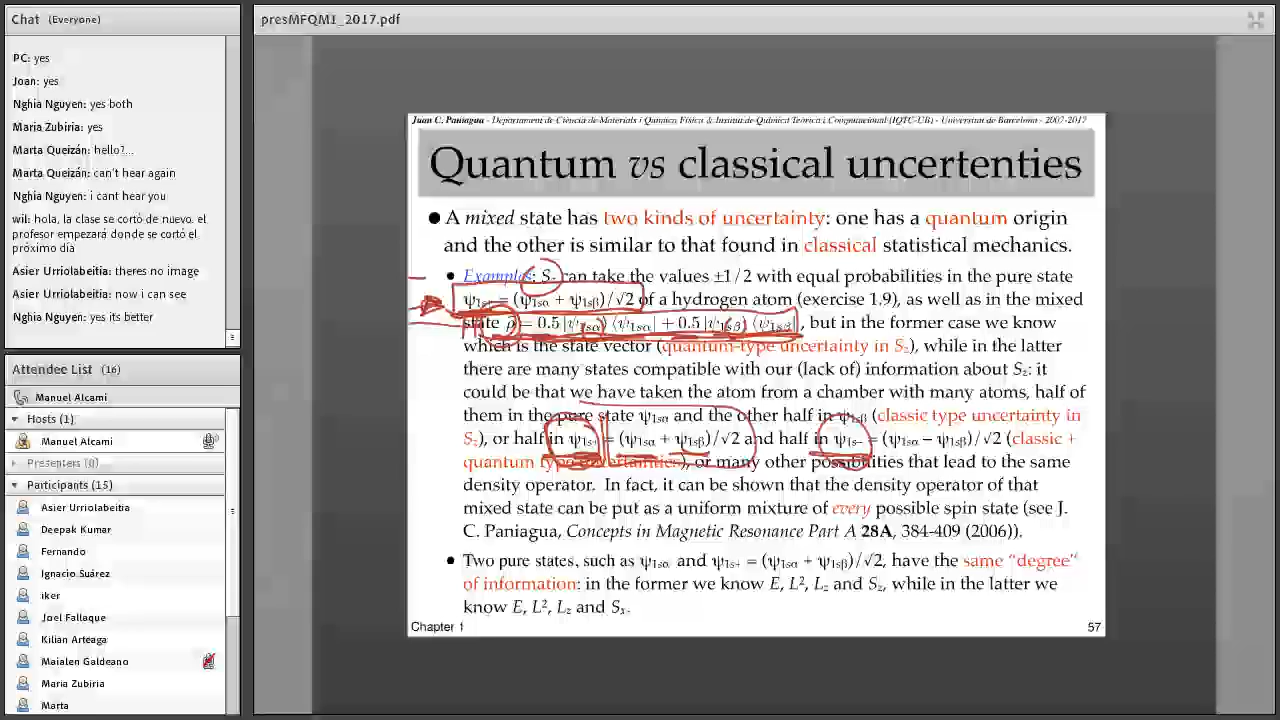 Chat (Everyone)
presMFQM1_2017.pdf
PC: yes
Joan: yes
Nghia Nguyen: yes both
Maria Zubiria: yes
Marta Queizán: hello?...
Marta Queizán: can't hear again
Nghia Nguyen: i cant hear you
wil: hola, la clase se cortó de nuevo. el
profesor empezará donde se cortó el
próximo día
Asier Urriolabeitia: theres no image
Asier Urriolabeitia: now i can see
Nghia Nguyen: yes its better
Attendee List (16)
Manuel Alcami
Hosts (1)
Manuel Alcami
Presenters (0)
Participants (15)
Asier Urriolabeitia
Deepak Kumar
Fernando
Ignacio Suárez
iker
Joel Fallaque
Kilian Arteaga
Maialen Galdeano
Maria Zubiria
Marta
Juan C. Paniagua - Departament de Ciència de Materials i Química Física & Institut de Química Teòrica i Computacional (IQTC-UB) - Universitat de Barcelona - 2007-2017
Quantum vs classical uncertenties
● A mixed state has two kinds of uncertainty: one has a quantum origin
and the other is similar to that found in classical statistical mechanics.
• Examples: S can take the values ±1/2 with equal probabilities in the pure state
ψ1s+ = (ψ1sα + ψ1sβ)/√2 of a hydrogen atom (exercise 1.9), as well as in the mixed
state ρ = 0.5|ψ1sα⟩⟨ψ1sα| + 0.5|ψ1sβ⟩⟨ψ1sβ|, but in the former case we know
which is the state vector (quantum-type uncertainty in Sz), while in the latter
there are many states compatible with our (lack of) information about Sz: it
could be that we have taken the atom from a chamber with many atoms, half of
them in the pure state ψ1sα and the other half in ψ1sβ (classic type uncertainty in
Sz), or half in ψ1s+ = (ψ1sα + ψ1sβ)/√2 and half in ψ1s− = (ψ1sα − ψ1sβ)/√2 (classic +
quantum type uncertainties), or many other possibilities that lead to the same
density operator. In fact, it can be shown that the density operator of that
mixed state can be put as a uniform mixture of every possible spin state (see J.
C. Paniagua, Concepts in Magnetic Resonance Part A 28A, 384-409 (2006)).
• Two pure states, such as ψ1sα and ψ1s+ = (ψ1sα + ψ1sβ)/√2, have the same "degree"
of information: in the former we know E, L², Lz and Sz, while in the latter we
know E, L², Lz and Sx.
Chapter 1
57